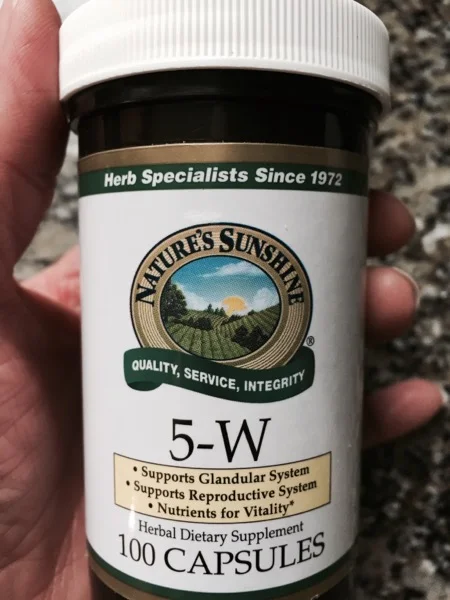 Herb Specialists Since 1972
NATURE'S SUNSHINE
®
QUALITY, SERVICE, INTEGRITY
5-W
• Supports Glandular System
• Supports Reproductive System
• Nutrients for Vitality*
Herbal Dietary Supplement
100 CAPSULES